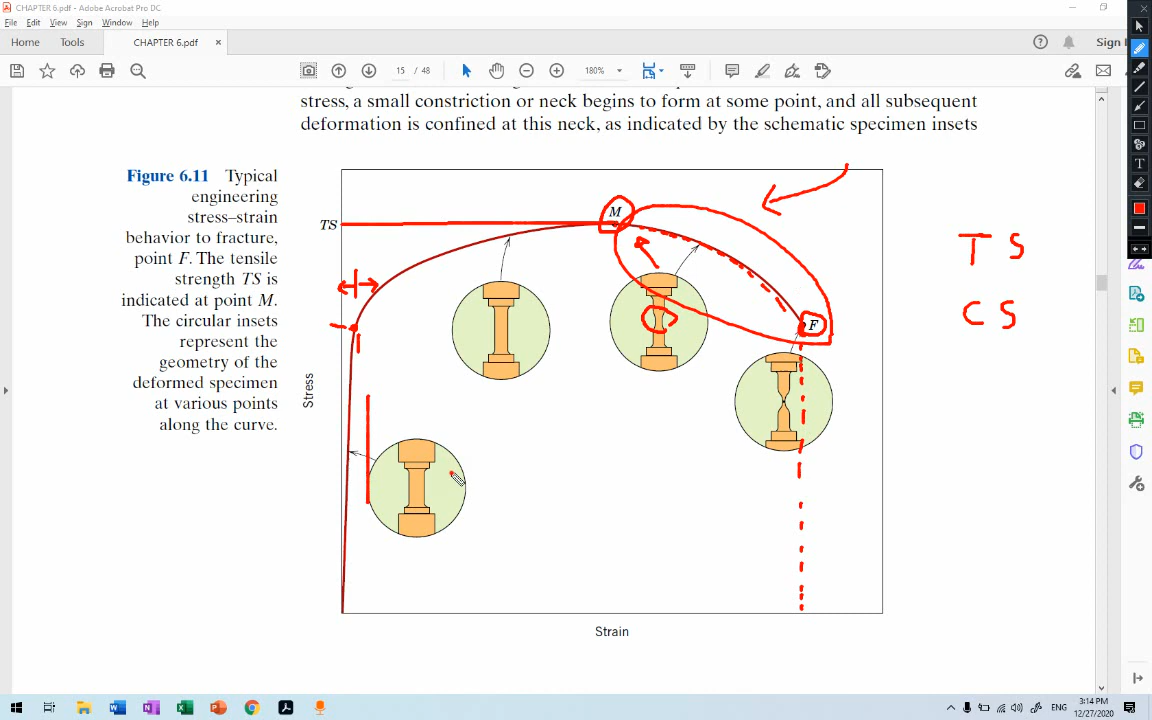 CHAPTER 6.pdf - Adobe Acrobat Pro DC
File Edit View Sign Window Help
Home Tools CHAPTER 6.pdf × Sign I
15 / 48 180%
stress, a small constriction or neck begins to form at some point, and all subsequent
deformation is confined at this neck, as indicated by the schematic specimen insets
Figure 6.11 Typical
engineering
stress–strain
behavior to fracture,
point F. The tensile
strength TS is
indicated at point M.
The circular insets
represent the
geometry of the
deformed specimen
at various points
along the curve.
TS
M
F
Stress
Strain
TS
CS
ENG
3:14 PM
12/27/2020